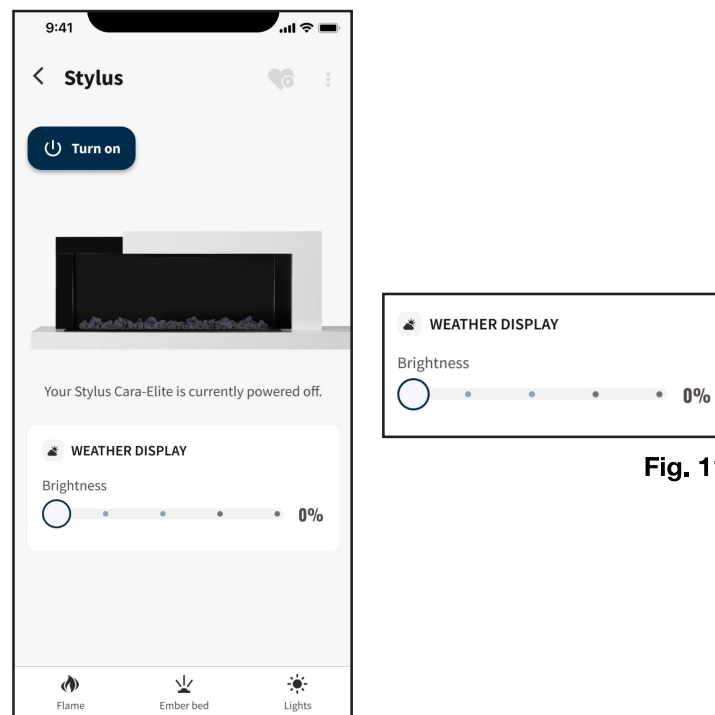 9:41
Stylus
Turn on
Your Stylus Cara-Elite is currently powered off.
WEATHER DISPLAY
Brightness
0%
Flame Ember bed Lights
WEATHER DISPLAY
Brightness
0%
Fig.